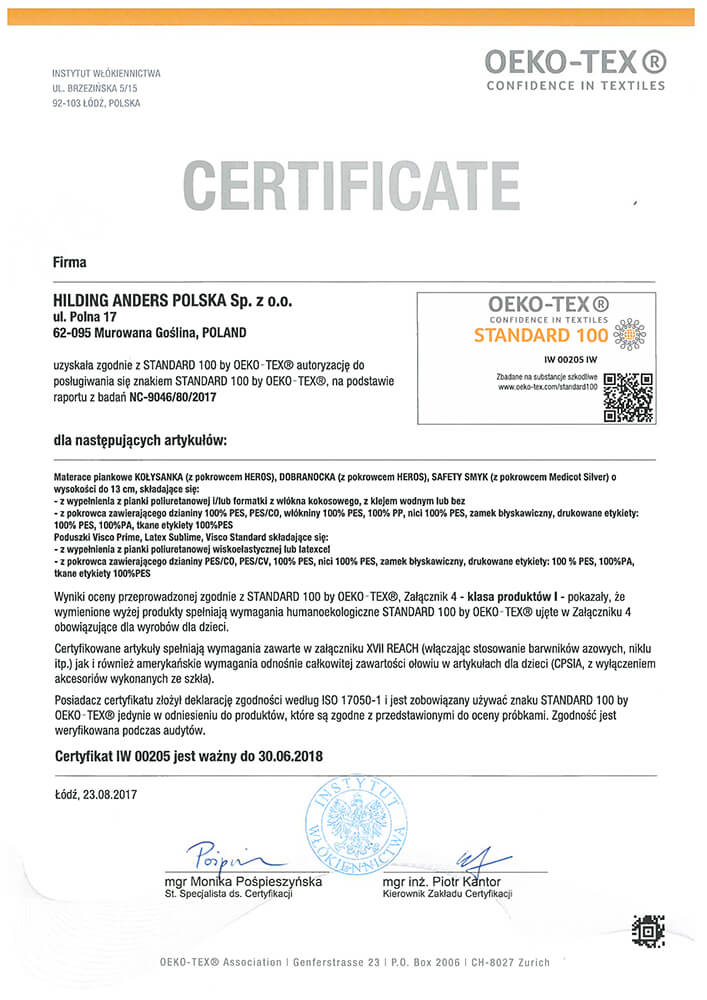 INSTYTUT WŁÓKIENNICTWA
UL. BRZEZIŃSKA 5/15
92-103 ŁÓDŹ, POLSKA
OEKO-TEX®
CONFIDENCE IN TEXTILES
CERTIFICATE
Firma
HILDING ANDERS POLSKA Sp. z o.o.
ul. Polna 17
62-095 Murowana Goślina, POLAND
uzyskała zgodnie z STANDARD 100 by OEKO-TEX® autoryzację do
posługiwania się znakiem STANDARD 100 by OEKO-TEX®, na podstawie
raportu z badań NC-9046/80/2017
OEKO-TEX®
CONFIDENCE IN TEXTILES
STANDARD 100
IW 00205 IW
Zbadane na substancje szkodliwe
www.oeko-tex.com/standard100
dla następujących artykułów:
Materace piankowe KOŁYSANKA (z pokrowcem HEROS), DOBRANOCKA (z pokrowcem HEROS), SAFETY SMYK (z pokrowcem Medicot Silver) o
wysokości do 13 cm, składające się:
- z wypełnienia z pianki poliuretanowej i/lub formatki z włókna kokosowego, z klejem wodnym lub bez
- z pokrowca zawierającego dzianiny 100% PES, PES/CO, włókniny 100% PES, 100% PP, nici 100% PES, zamek błyskawiczny, drukowane etykiety:
100% PES, 100%PA, tkane etykiety 100%PES
Poduszki Visco Prime, Latex Sublime, Visco Standard składające się:
- z wypełnienia z pianki poliuretanowej wiskoelastycznej lub latexcel
- z pokrowca zawierającego dzianiny PES/CO, PES/CV, 100% PES, nici 100% PES, zamek błyskawiczny, drukowane etykiety: 100 % PES, 100%PA,
tkane etykiety 100%PES
Wyniki oceny przeprowadzonej zgodnie z STANDARD 100 by OEKO-TEX®, Załącznik 4 - klasa produktów I - pokazały, że
wymienione wyżej produkty spełniają wymagania humanoekologiczne STANDARD 100 by OEKO-TEX® ujęte w Załączniku 4
obowiązujące dla wyrobów dla dzieci.
Certyfikowane artykuły spełniają wymagania zawarte w załączniku XVII REACH (włączając stosowanie barwników azowych, niklu
itp.) jak i również amerykańskie wymagania odnośnie całkowitej zawartości ołowiu w artykułach dla dzieci (CPSIA, z wyłączeniem
akcesoriów wykonanych ze szkła).
Posiadacz certyfikatu złożył deklarację zgodności według ISO 17050-1 i jest zobowiązany używać znaku STANDARD 100 by
OEKO-TEX® jedynie w odniesieniu do produktów, które są zgodne z przedstawionymi do oceny próbkami. Zgodność jest
weryfikowana podczas audytów.
Certyfikat IW 00205 jest ważny do 30.06.2018
Łódź, 23.08.2017
INSTYTUT WŁÓKIENNICTWA
mgr Monika Pośpieszyńska
St. Specjalista ds. Certyfikacji
mgr inż. Piotr Kantor
Kierownik Zakładu Certyfikacji
OEKO-TEX® Association | Genferstrasse 23 | P.O. Box 2006 | CH-8027 Zurich